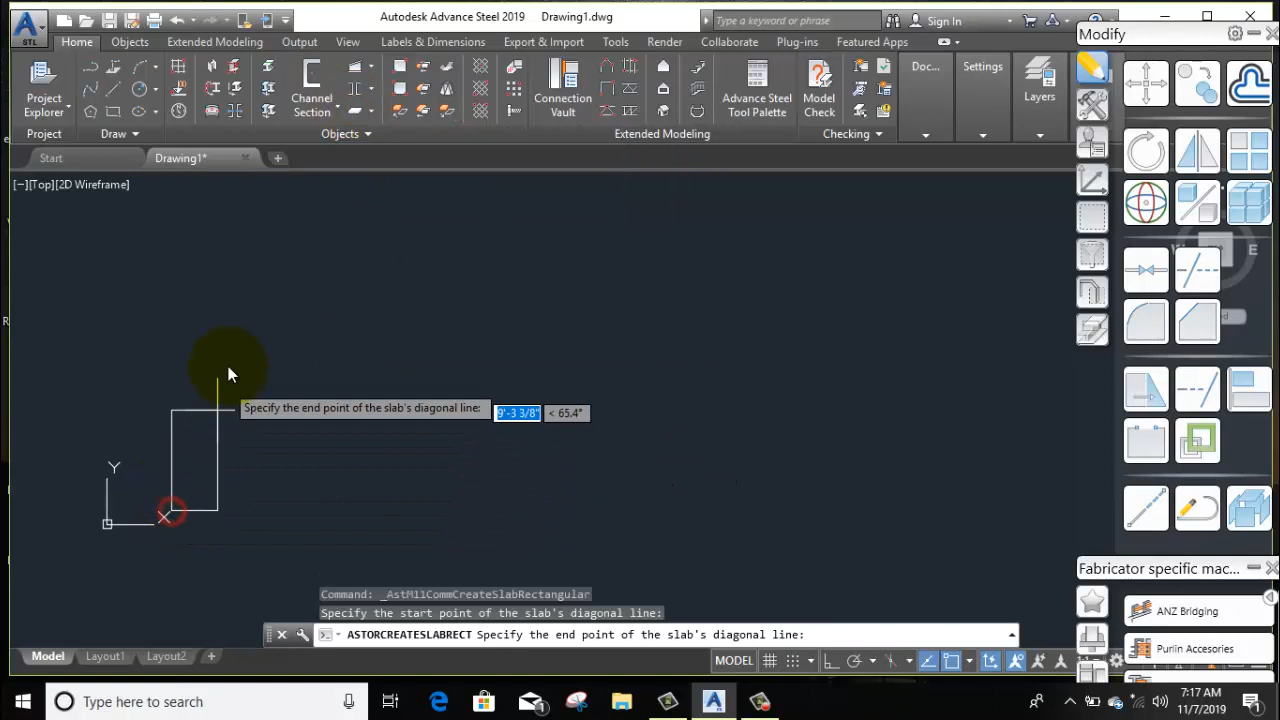 Autodesk Advance Steel 2019 Drawing1.dwg
Type a keyword or phrase
Sign In
STL
Home Objects Extended Modeling Output View Labels & Dimensions Export & Import Tools Render Collaborate Plug-ins Featured Apps
Modify
Project Explorer
Channel Section
Connection Vault
Advance Steel Tool Palette
Model Check
Doc...
Settings
Layers
Project Draw Objects Extended Modeling Checking
Start Drawing1*
[−][Top][2D Wireframe]
E
Specify the end point of the slab's diagonal line: 9'-3 3/8" < 65.4°
Y
X
Fabricator specific mac...
Command: _AstM11CommCreateSlabRectangular
Specify the start point of the slab's diagonal line:
ANZ Bridging
ASTORCREATESLABRECT Specify the end point of the slab's diagonal line:
Purlin Accesories
Model Layout1 Layout2
MODEL
Type here to search
7:17 AM
11/7/2019